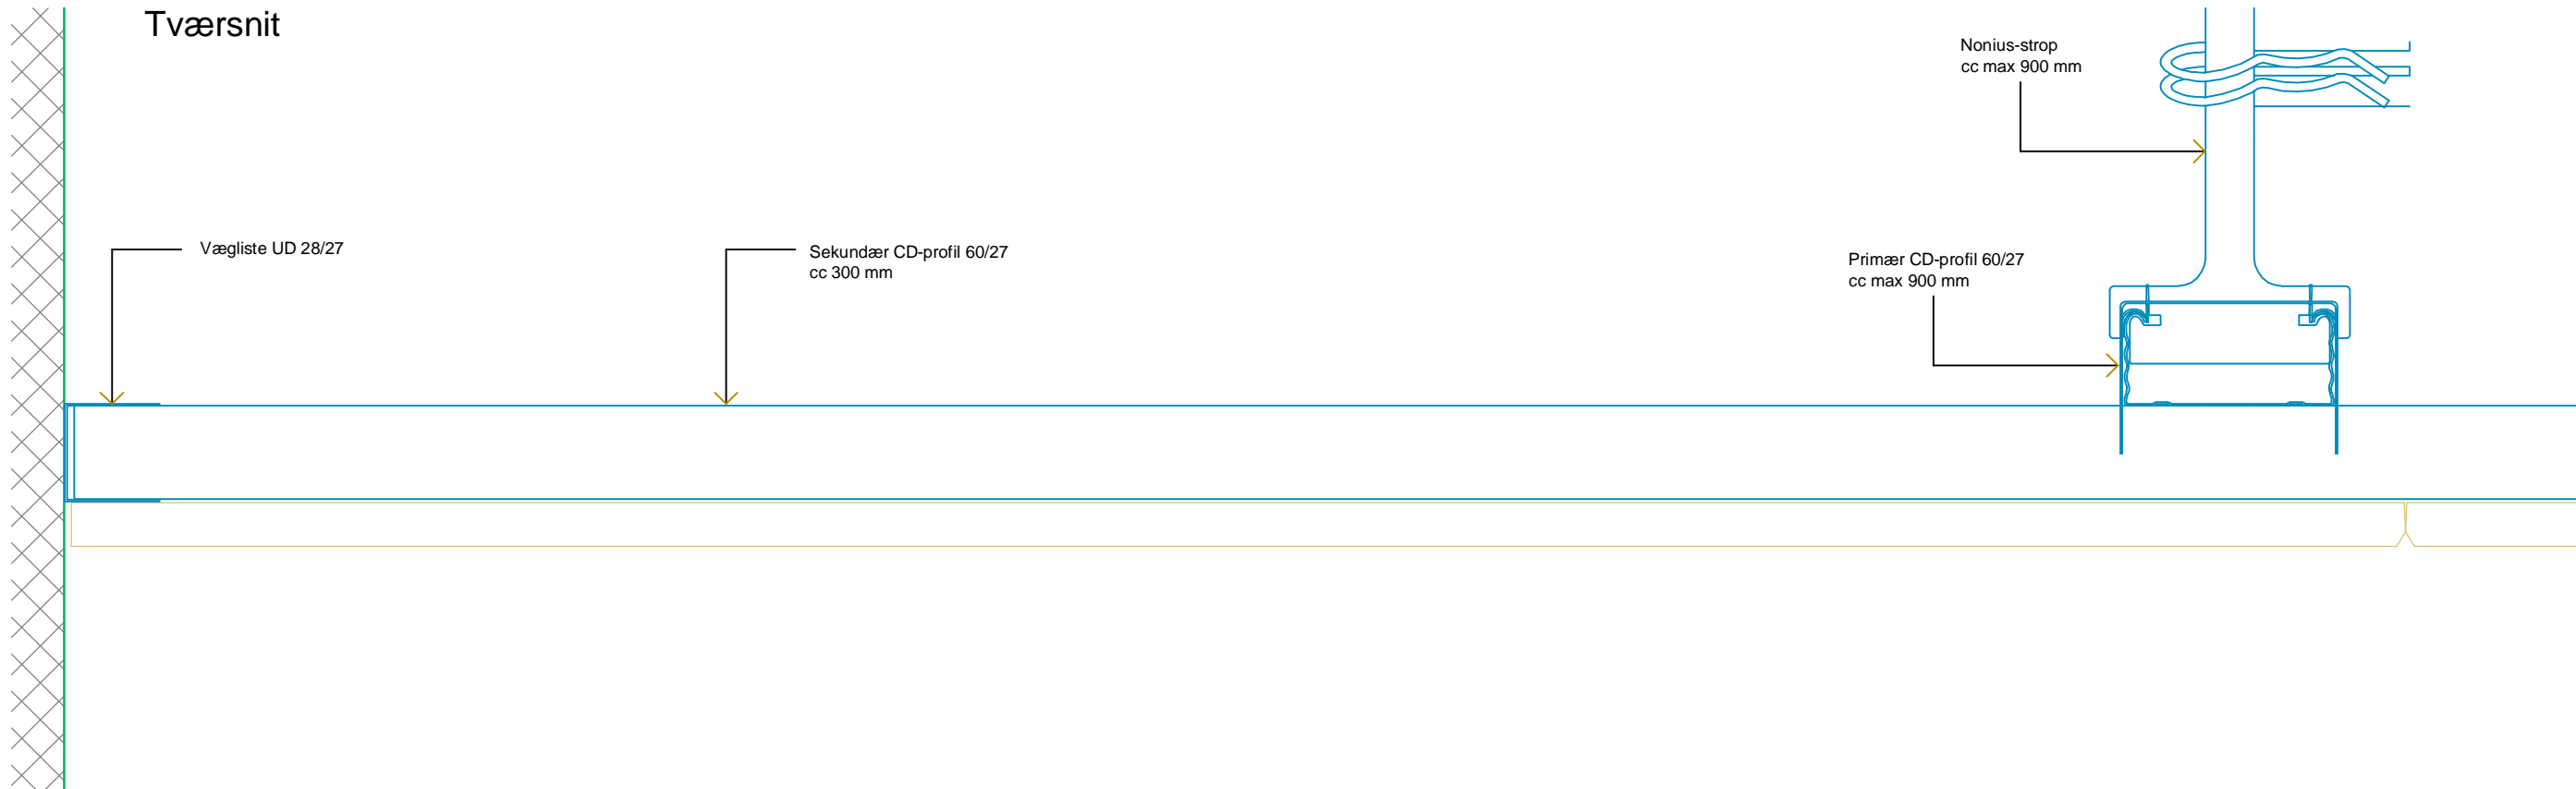 Tværsnit
Nonius-strop
cc max 900 mm
Vægliste UD 28/27
Sekundær CD-profil 60/27
cc 300 mm
Primær CD-profil 60/27
cc max 900 mm